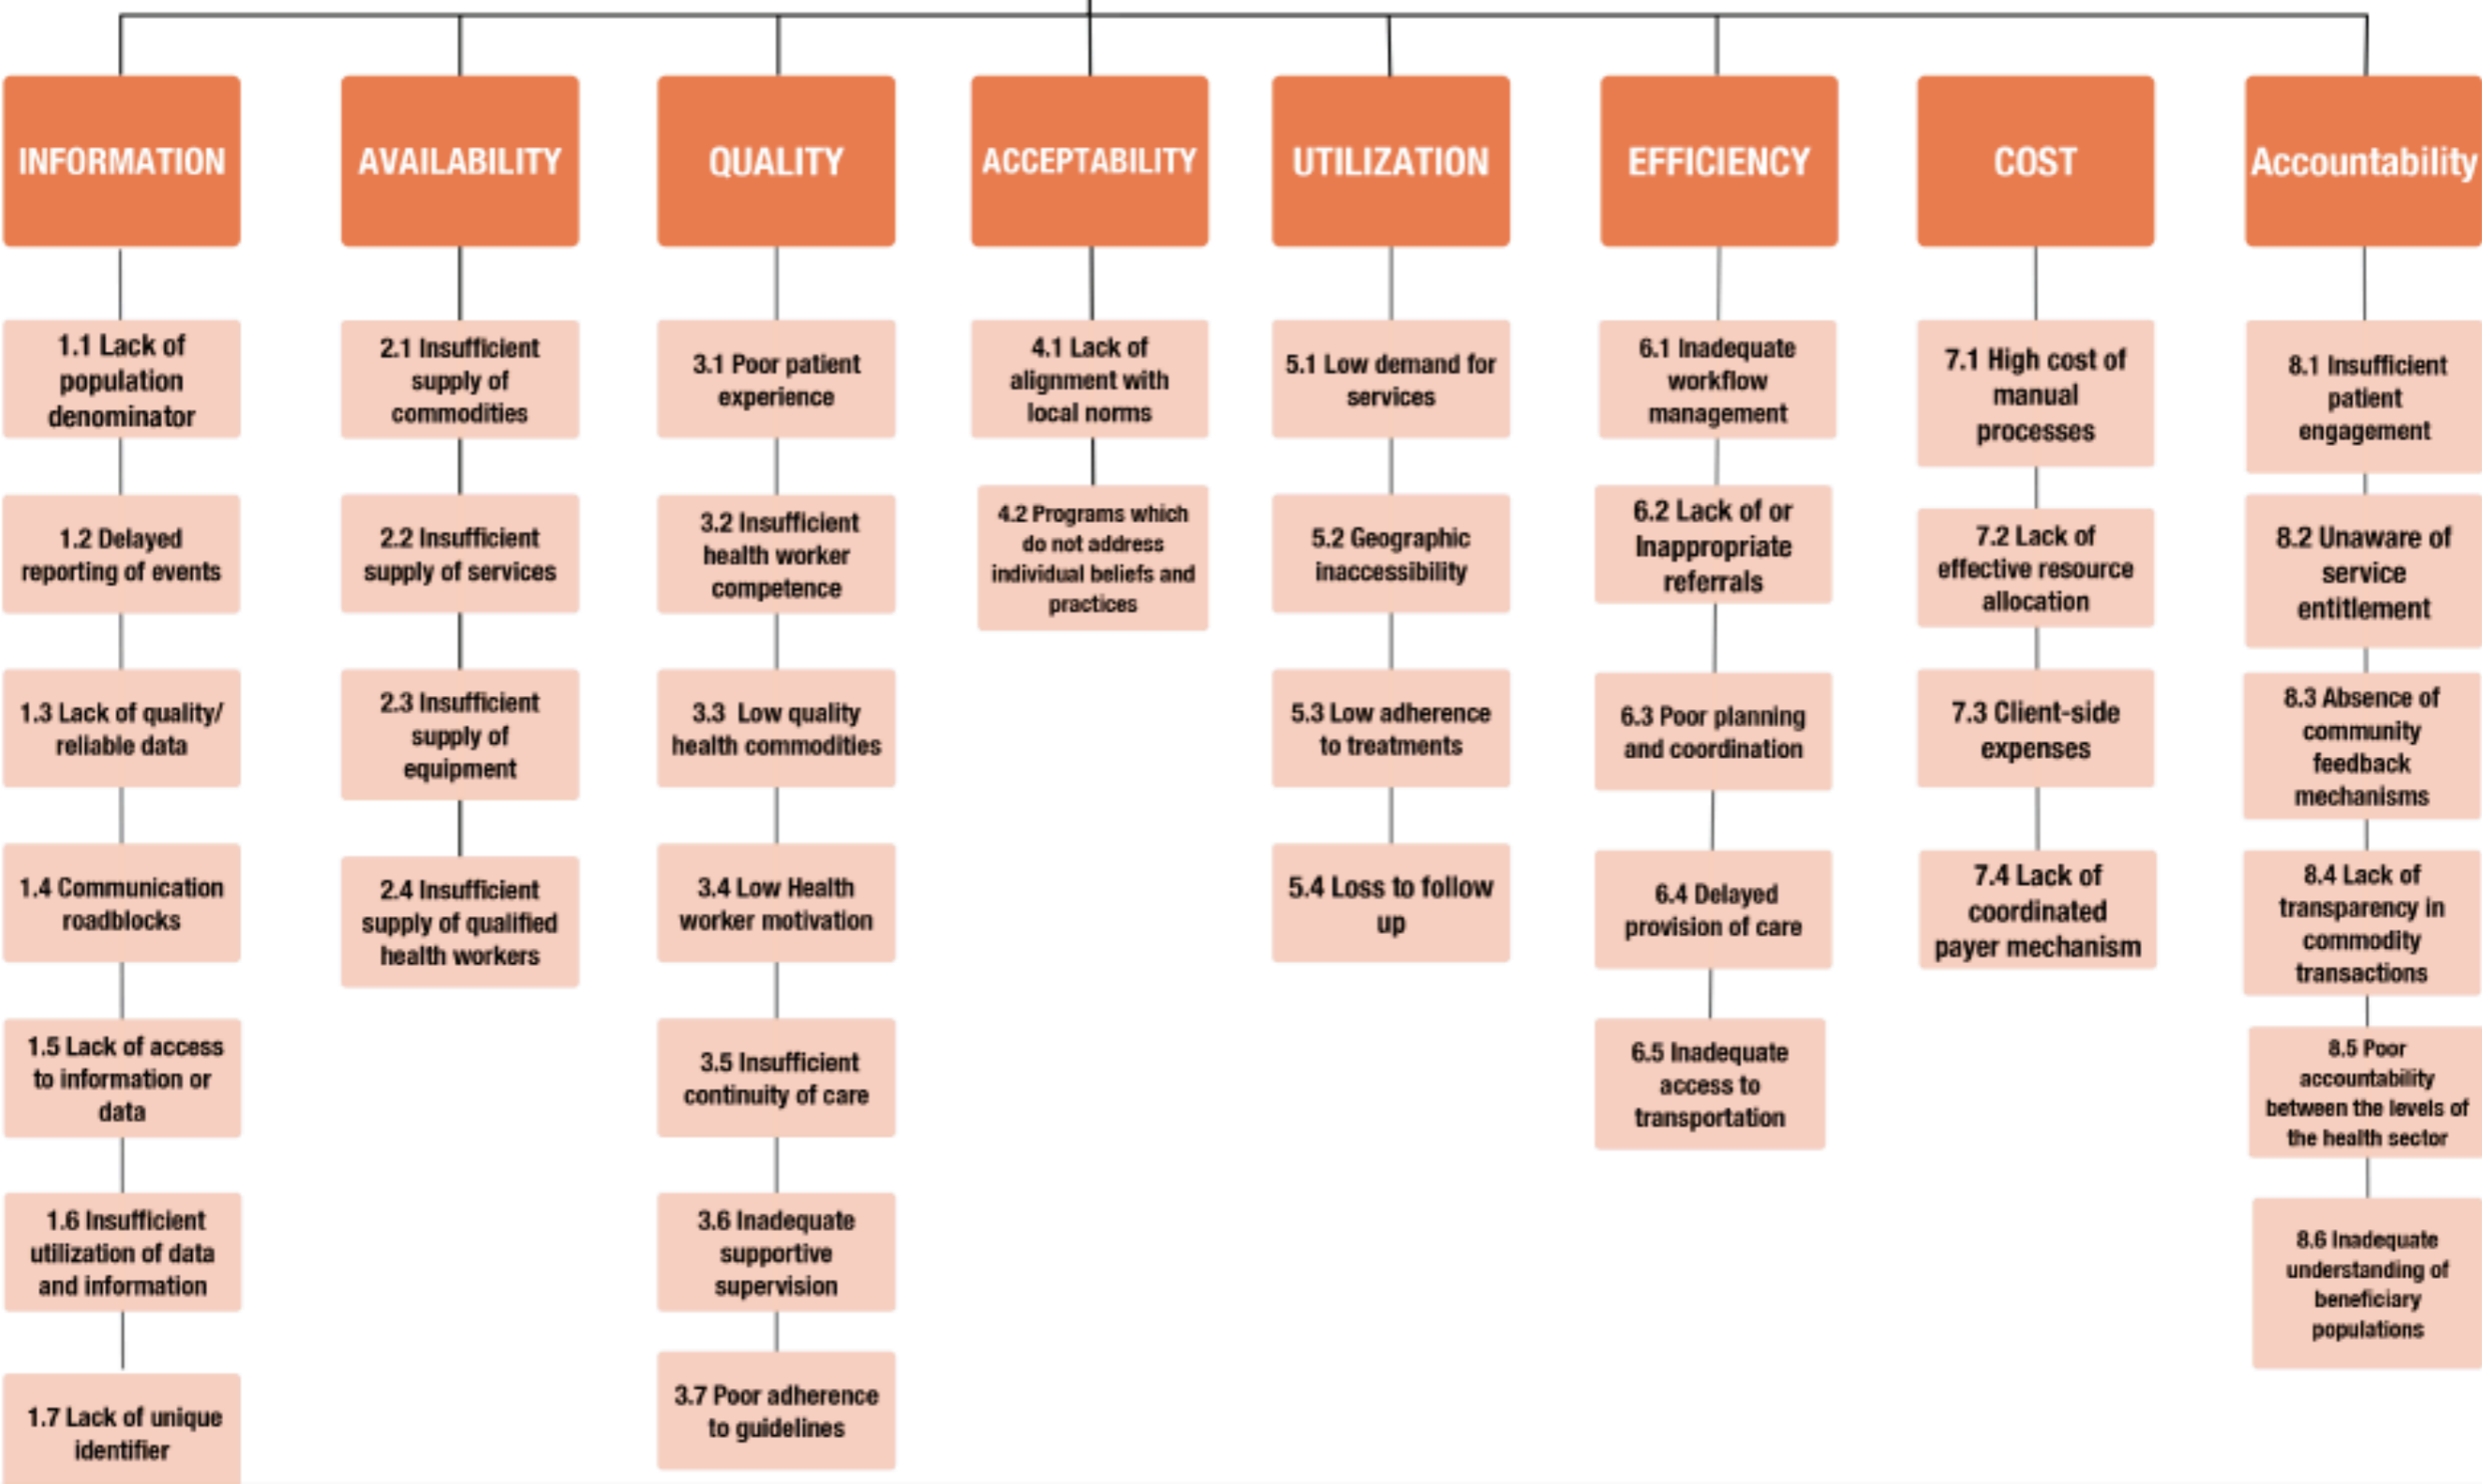 INFORMATION
1.1 Lack of
population
denominator
1.2 Delayed
reporting of events
1.3 Lack of quality/
reliable data
1.4 Communication
roadblocks
1.5 Lack of access
to information or
data
1.6 Insufficient
utilization of data
and information
1.7 Lack of unique
identifier
AVAILABILITY
2.1 Insufficient
supply of
commodities
2.2 Insufficient
supply of services
2.3 Insufficient
supply of
equipment
2.4 Insufficient
supply of qualified
health workers
QUALITY
3.1 Poor patient
experience
3.2 Insufficient
health worker
competence
3.3 Low quality
health commodities
3.4 Low Health
worker motivation
3.5 Insufficient
continuity of care
3.6 Inadequate
supportive
supervision
3.7 Poor adherence
to guidelines
ACCEPTABILITY
4.1 Lack of
alignment with
local norms
4.2 Programs which
do not address
individual beliefs and
practices
UTILIZATION
5.1 Low demand for
services
5.2 Geographic
inaccessibility
5.3 Low adherence
to treatments
5.4 Loss to follow
up
EFFICIENCY
6.1 Inadequate
workflow
management
6.2 Lack of or
Inappropriate
referrals
6.3 Poor planning
and coordination
6.4 Delayed
provision of care
6.5 Inadequate
access to
transportation
COST
7.1 High cost of
manual
processes
7.2 Lack of
effective resource
allocation
7.3 Client-side
expenses
7.4 Lack of
coordinated
payer mechanism
Accountability
8.1 Insufficient
patient
engagement
8.2 Unaware of
service
entitlement
8.3 Absence of
community
feedback
mechanisms
8.4 Lack of
transparency in
commodity
transactions
8.5 Poor
accountability
between the levels of
the health sector
8.6 Inadequate
understanding of
beneficiary
populations